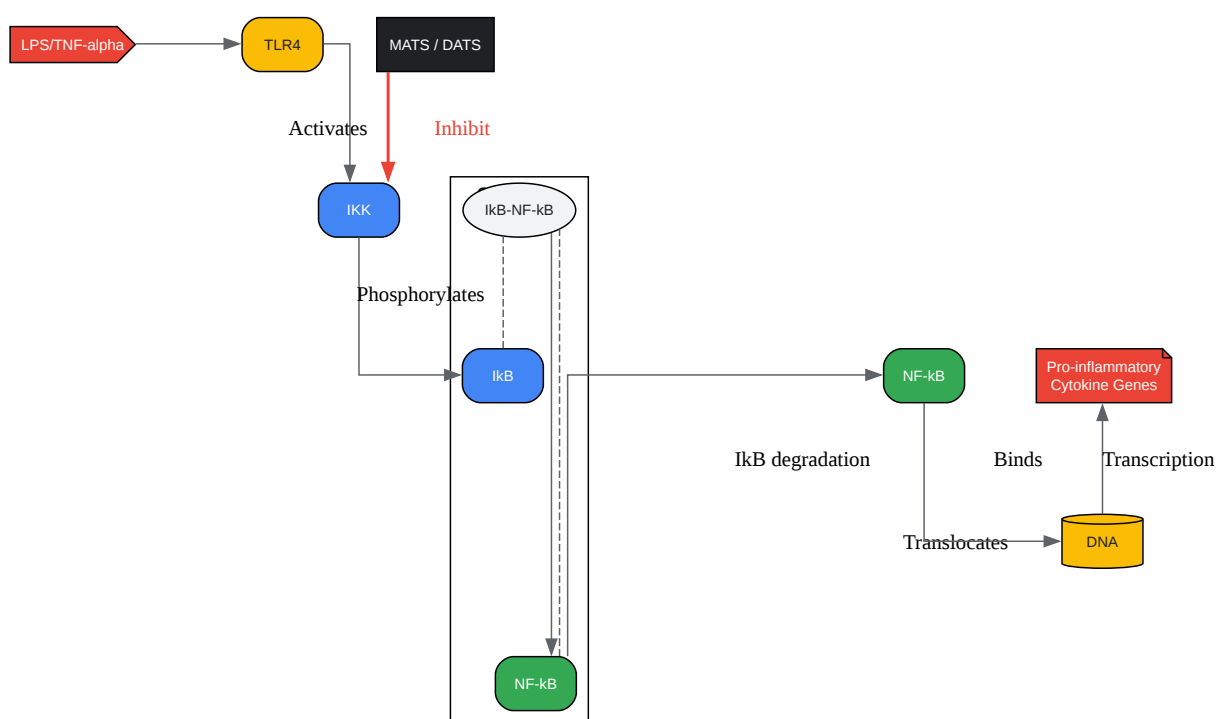 LPS/TNF-alpha
TLR4
MATS / DATS
Activates
Inhibit
IKK
IkB-NF-kB
Phosphorylates
IkB
NF-kB
Pro-inflammatory
Cytokine Genes
IkB degradation
Binds
Transcription
Translocates
DNA
NF-kB